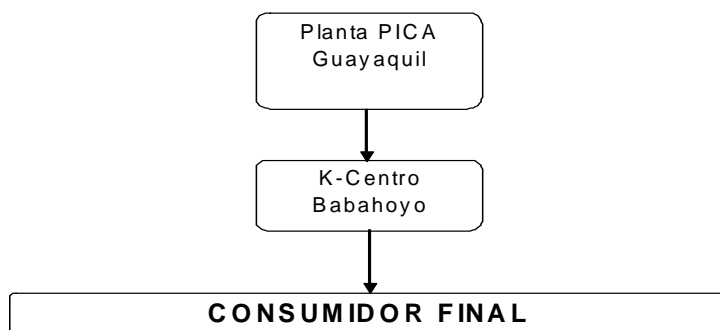 Planta PICA
Guayaquil
K-Centro
Babahoyo
CONSUMIDOR FINAL